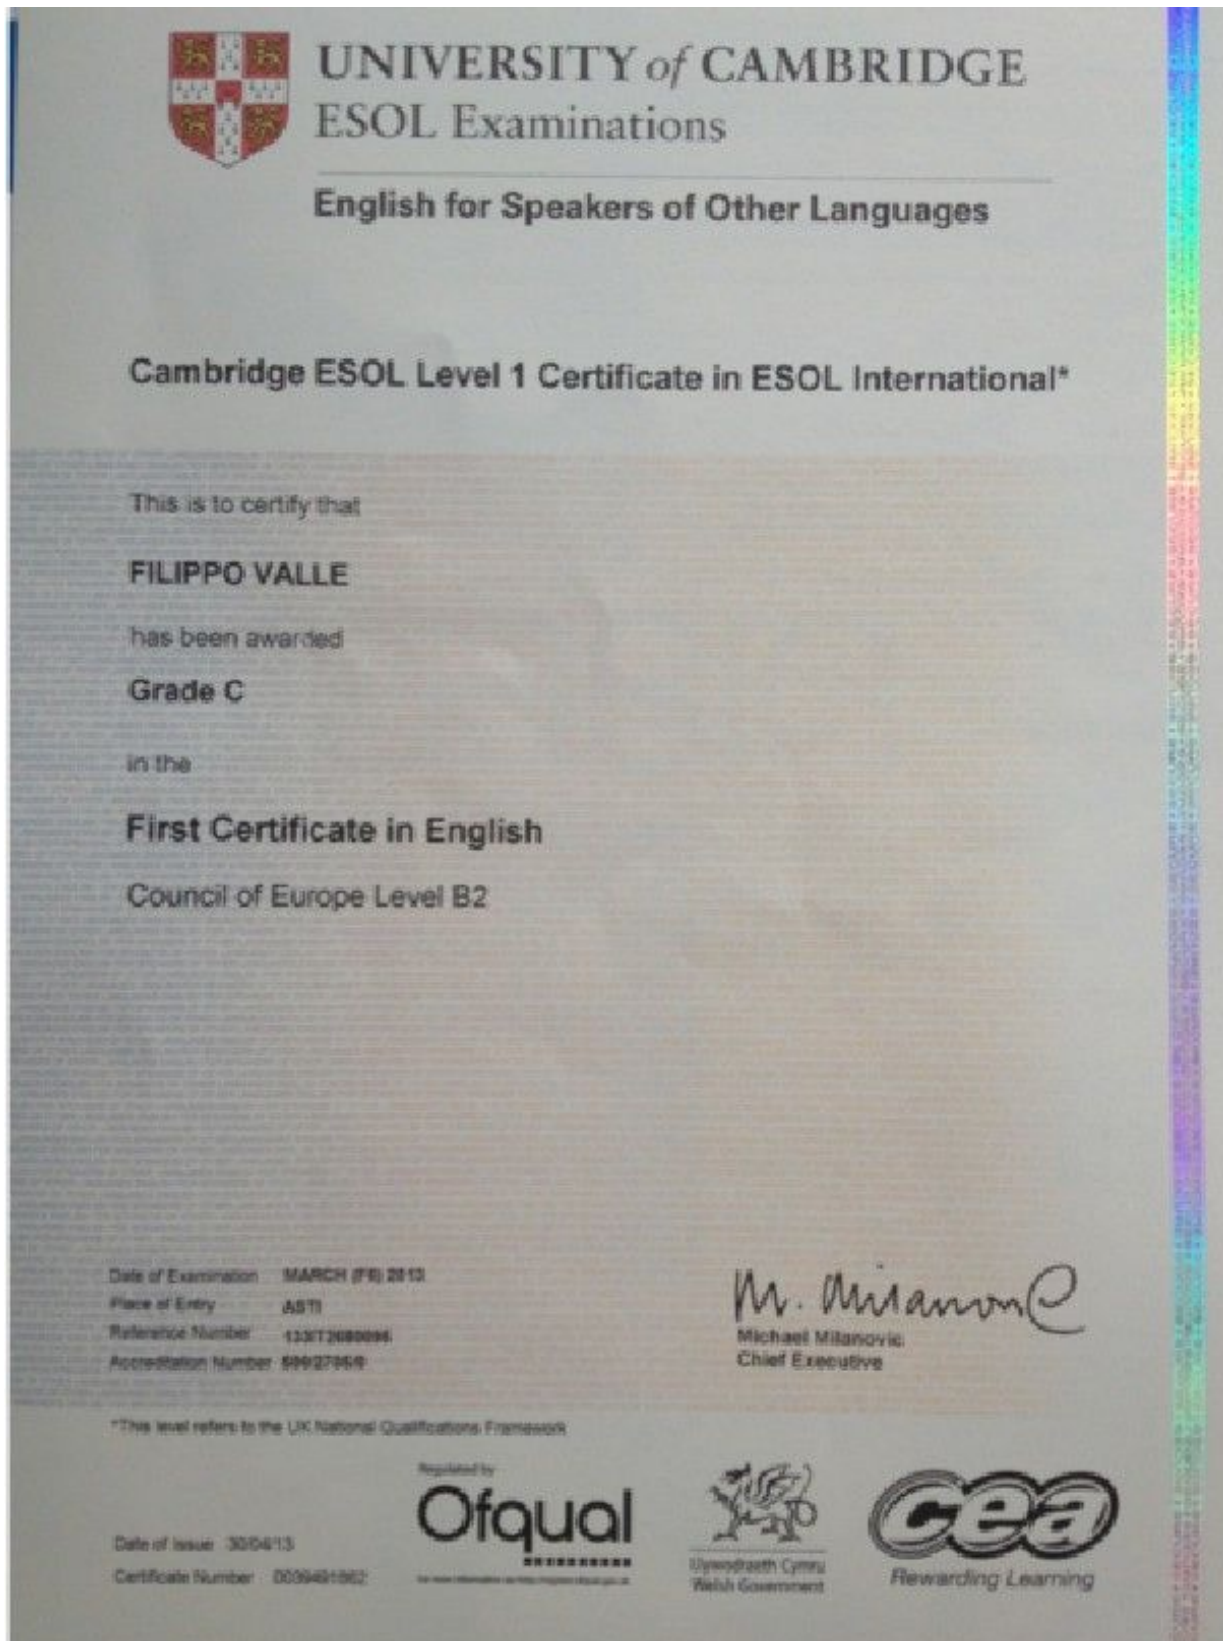 UNIVERSITY of CAMBRIDGE
ESOL Examinations
English for Speakers of Other Languages
Cambridge ESOL Level 1 Certificate in ESOL International*
This is to certify that
FILIPPO VALLE
has been awarded
Grade C
in the
First Certificate in English
Council of Europe Level B2
Date of Examination MARCH 2013
Place of Entry ASTI
Reference Number
Accreditation Number
M. Milanovic
Michael Milanovic
Chief Executive
*This level refers to the UK National Qualifications Framework
Regulated by
Ofqual
Llywodraeth Cymru
Welsh Government
cea
Rewarding Learning
Date of issue 30/04/13
Certificate Number